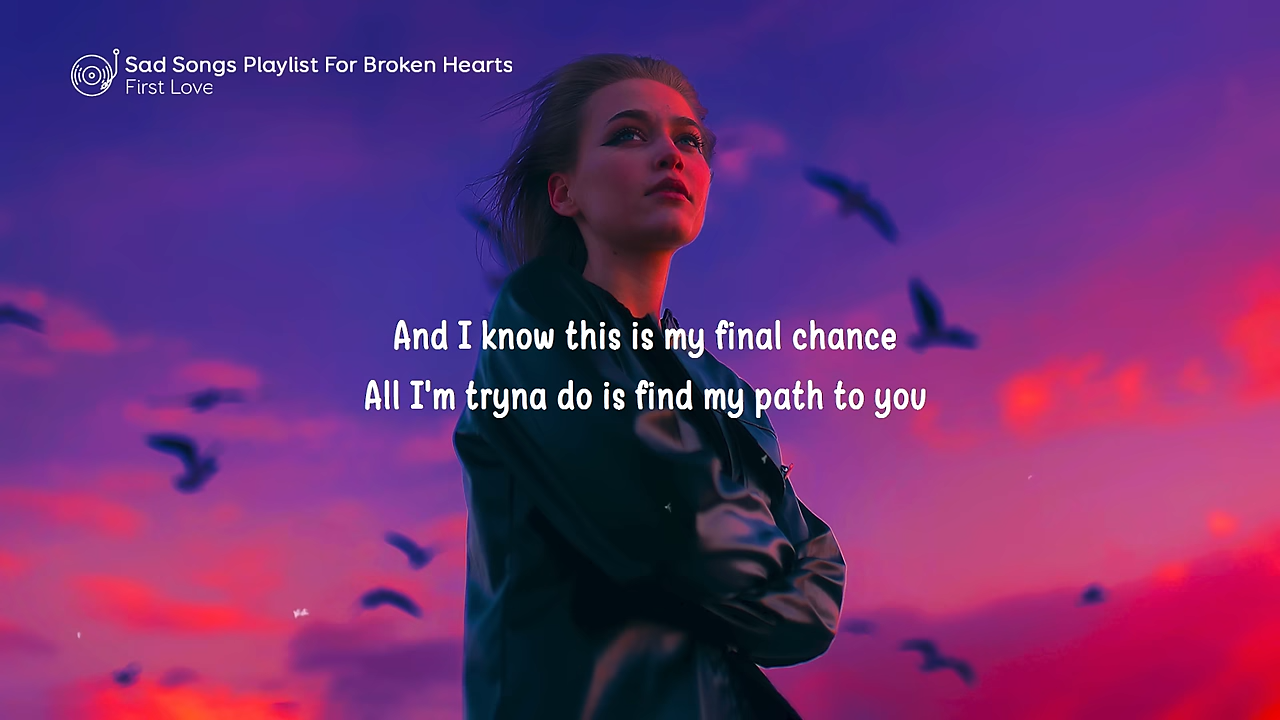 Sad Songs Playlist For Broken Hearts
First Love
And I know this is my final chance
All I'm tryna do is find my path to you